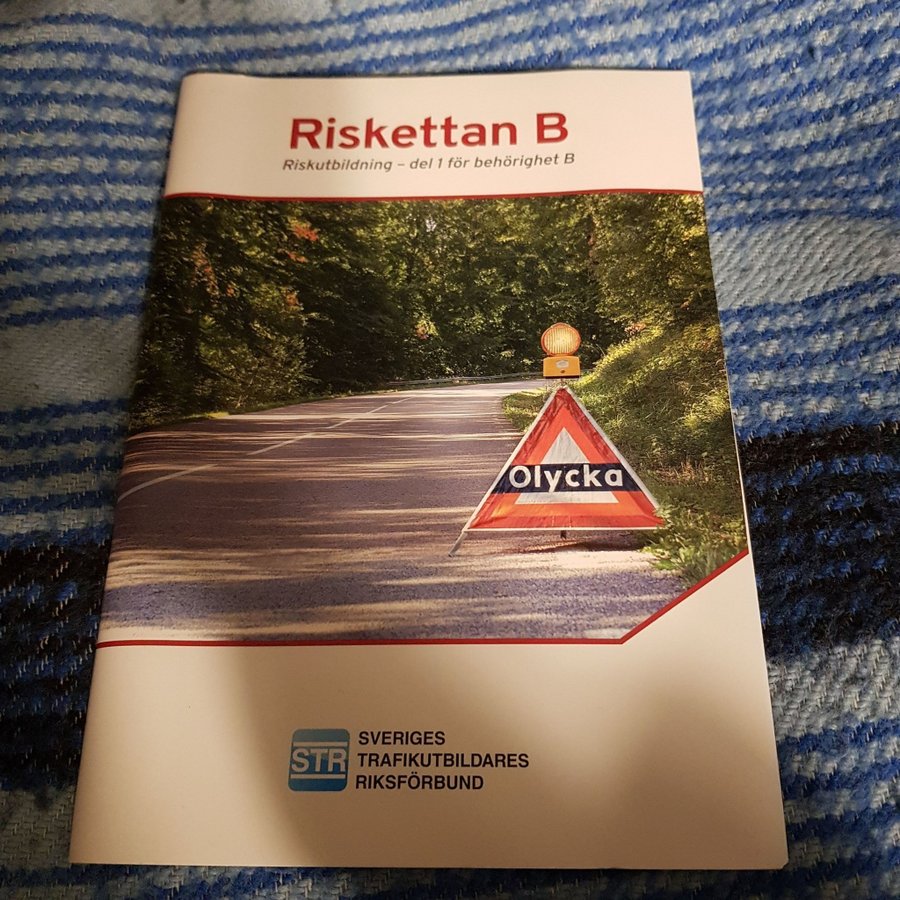 Riskettan B
Riskutbildning – del 1 för behörighet B
Olycka
STR
SVERIGES
TRAFIKUTBILDARES
RIKSFÖRBUND